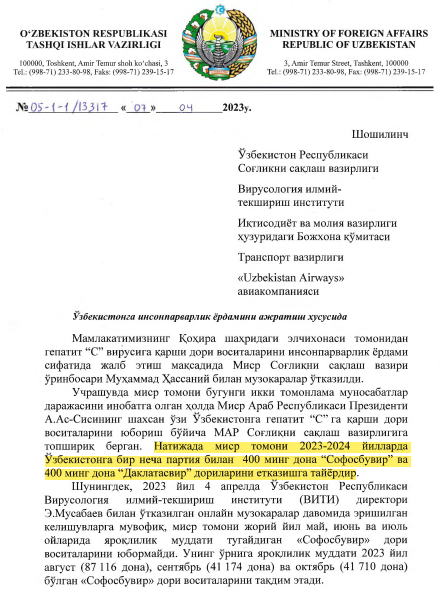 OʻZBEKISTON RESPUBLIKASI
TASHQI ISHLAR VAZIRLIGI
100000, Toshkent, Amir Temur shoh koʻchasi, 3
Tel.: (998-71) 233-80-98, Faks: (998-71) 239-15-17
MINISTRY OF FOREIGN AFFAIRS
REPUBLIC OF UZBEKISTAN
3, Amir Temur Street, Tashkent, 100000
Tel.: (998-71) 233-80-98, Fax: (998-71) 239-15-17
№ 05-1-1/13317 « 07 » 04 2023y.
Шошилинч
Ўзбекистон Республикаси
Соғлиқни сақлаш вазирлиги
Вирусология илмий-
текшириш институти
Иқтисодиёт ва молия вазирлиги
ҳузуридаги Божхона қўмитаси
Транспорт вазирлиги
«Uzbekistan Airways»
авиакомпанияси
Ўзбекистонга инсонпарварлик ёрдамини ажратиш хусусида
Мамлакатимизнинг Қоҳира шаҳридаги элчихонаси томонидан
гепатит “С” вирусига қарши дори воситаларини инсонпарварлик ёрдами
сифатида жалб этиш мақсадида Миср Соғлиқни сақлаш вазири
ўринбосари Муҳаммад Ҳассаний билан музокаралар ўтказилди.
Учрашувда миср томони бугунги икки томонлама муносабатлар
даражасини инобатга олган ҳолда Миср Араб Республикаси Президенти
А.Ас-Сисининг шахсан ўзи Ўзбекистонга гепатит “С” га қарши дори
воситаларини юбориш бўйича МАР Соғлиқни сақлаш вазирлигига
топшириқ берган. Натижада миср томони 2023-2024 йилларда
Ўзбекистонга бир неча партия билан 400 минг дона “Софосбувир” ва
400 минг дона “Даклатасвир” дориларини етказишга тайёрдир.
Шунингдек, 2023 йил 4 апрелда Ўзбекистон Республикаси
Вирусология илмий-текшириш институти (ВИТИ) директори
Э.Мусабаев билан ўтказилган онлайн музокаралар давомида эришилган
келишувларга мувофиқ, миср томони жорий йил май, июнь ва июль
ойларида яроқлилик муддати тугайдиган «Софосбувир» дори
воситаларини юбормайди. Унинг ўрнига яроқлилик муддати 2023 йил
август (87 116 дона), сентябрь (41 174 дона) ва октябрь (41 710 дона)
бўлган «Софосбувир» дори воситаларини тақдим этади.